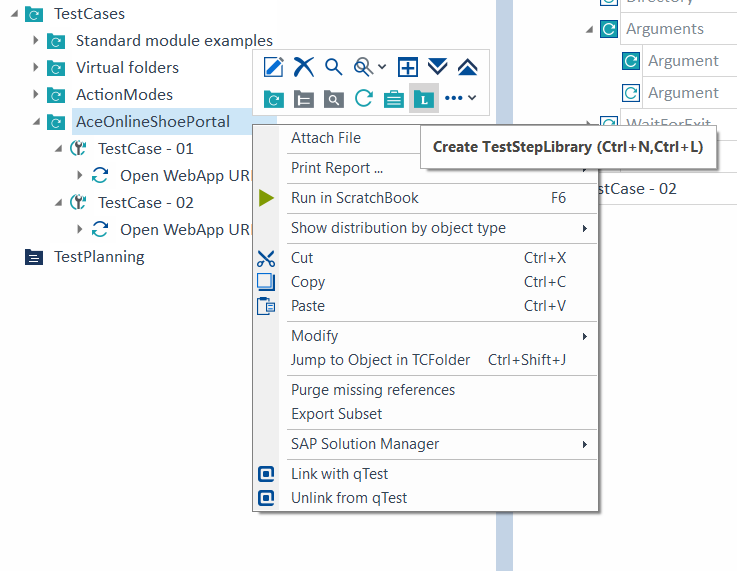 TestCases
Standard module examples
Virtual folders
ActionModes
AceOnlineShoePortal
TestCase - 01
Open WebApp URL
TestCase - 02
Open WebApp URL
TestPlanning
L
Attach File
Print Report ...
Run in ScratchBook F6
Show distribution by object type
Cut Ctrl+X
Copy Ctrl+C
Paste Ctrl+V
Modify
Jump to Object in TCFolder Ctrl+Shift+J
Purge missing references
Export Subset
SAP Solution Manager
Link with qTest
Unlink from qTest
Create TestStepLibrary (Ctrl+N,Ctrl+L)
Directory
Arguments
Argument
Argument
WaitForExit
stCase - 02